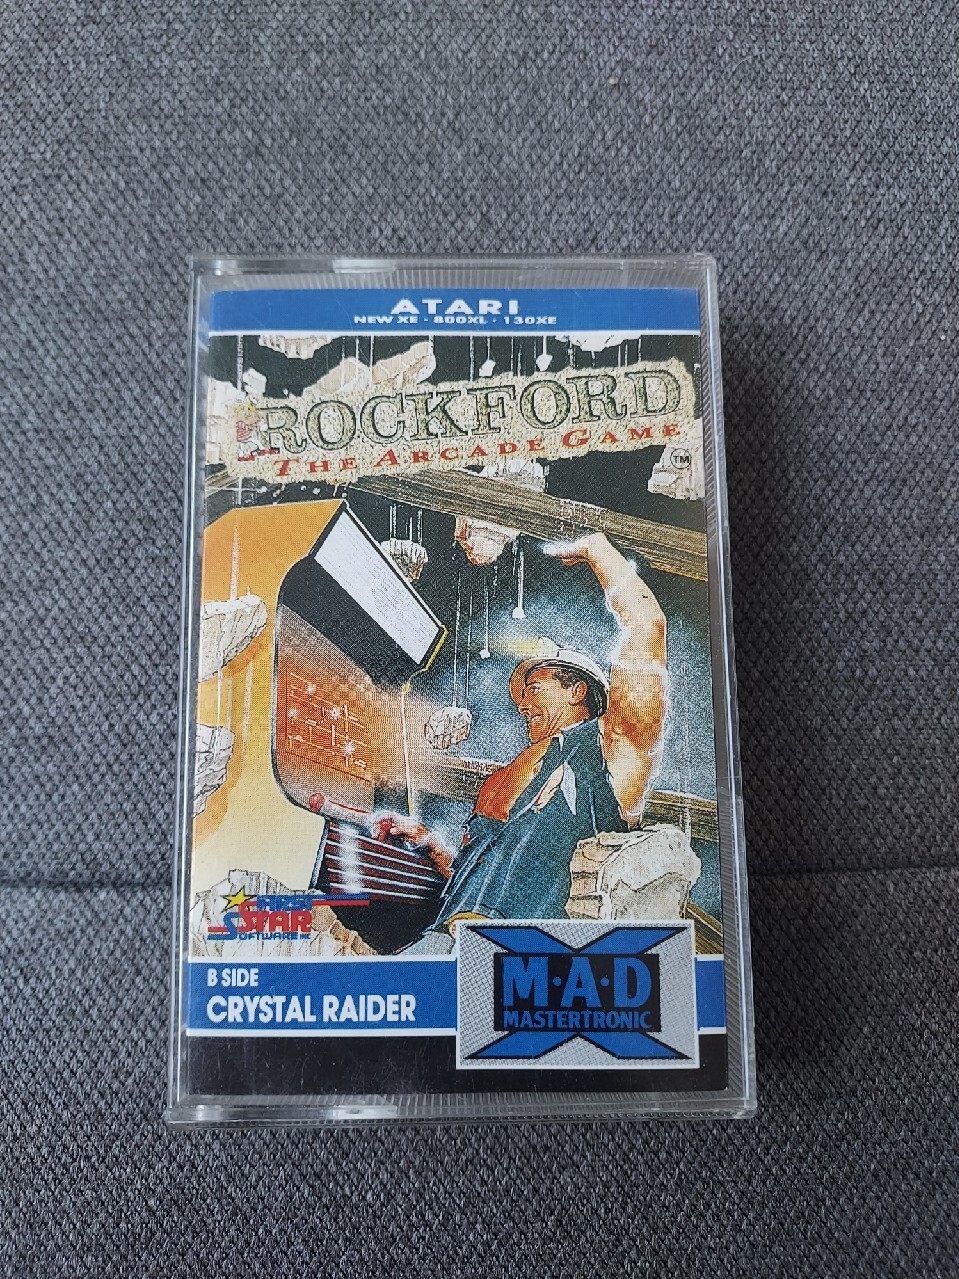 ATARI
NEW XE · 800XL · 130XE
ROCKFORD
THE ARCADE GAME
TM
FIRST
STAR
SOFTWARE INC
B SIDE
CRYSTAL RAIDER
M·A·D
MASTERTRONIC